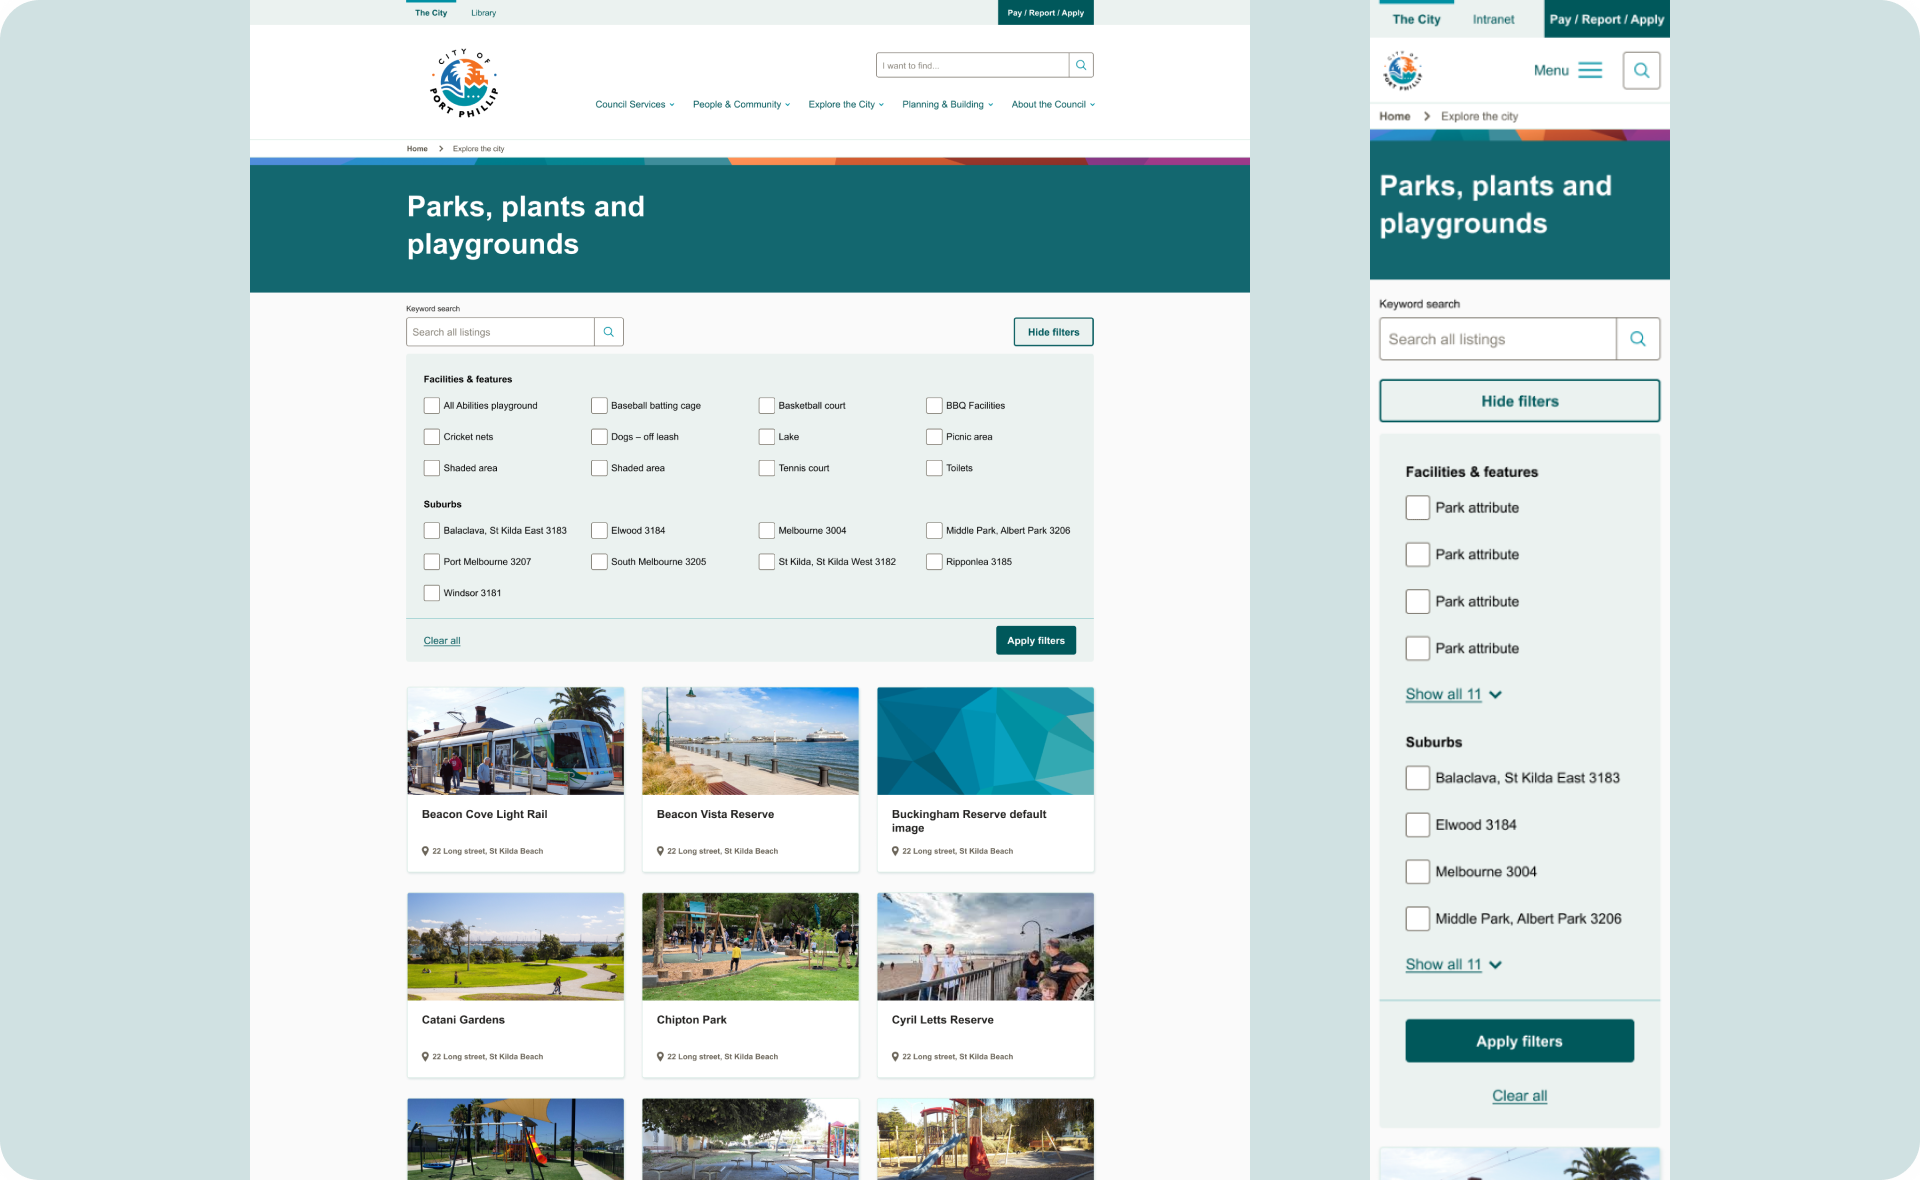 The City
Library
Pay / Report / Apply
CITY OF
PORT PHILLIP
I want to find...
Council Services
People & Community
Explore the City
Planning & Building
About the Council
Home
Explore the city
Parks, plants and
playgrounds
Keyword search
Search all listings
Hide filters
Facilities & features
All Abilities playground
Baseball batting cage
Basketball court
BBQ Facilities
Cricket nets
Dogs – off leash
Lake
Picnic area
Shaded area
Shaded area
Tennis court
Toilets
Suburbs
Balaclava, St Kilda East 3183
Elwood 3184
Melbourne 3004
Middle Park, Albert Park 3206
Port Melbourne 3207
South Melbourne 3205
St Kilda, St Kilda West 3182
Ripponlea 3185
Windsor 3181
Clear all
Apply filters
Beacon Cove Light Rail
22 Long street, St Kilda Beach
Beacon Vista Reserve
22 Long street, St Kilda Beach
Buckingham Reserve default
image
22 Long street, St Kilda Beach
Catani Gardens
22 Long street, St Kilda Beach
Chipton Park
22 Long street, St Kilda Beach
Cyril Letts Reserve
22 Long street, St Kilda Beach
The City
Intranet
Pay / Report / Apply
CITY OF
PORT PHILLIP
Menu
Home
Explore the city
Parks, plants and
playgrounds
Keyword search
Search all listings
Hide filters
Facilities & features
Park attribute
Park attribute
Park attribute
Park attribute
Show all 11
Suburbs
Balaclava, St Kilda East 3183
Elwood 3184
Melbourne 3004
Middle Park, Albert Park 3206
Show all 11
Apply filters
Clear all